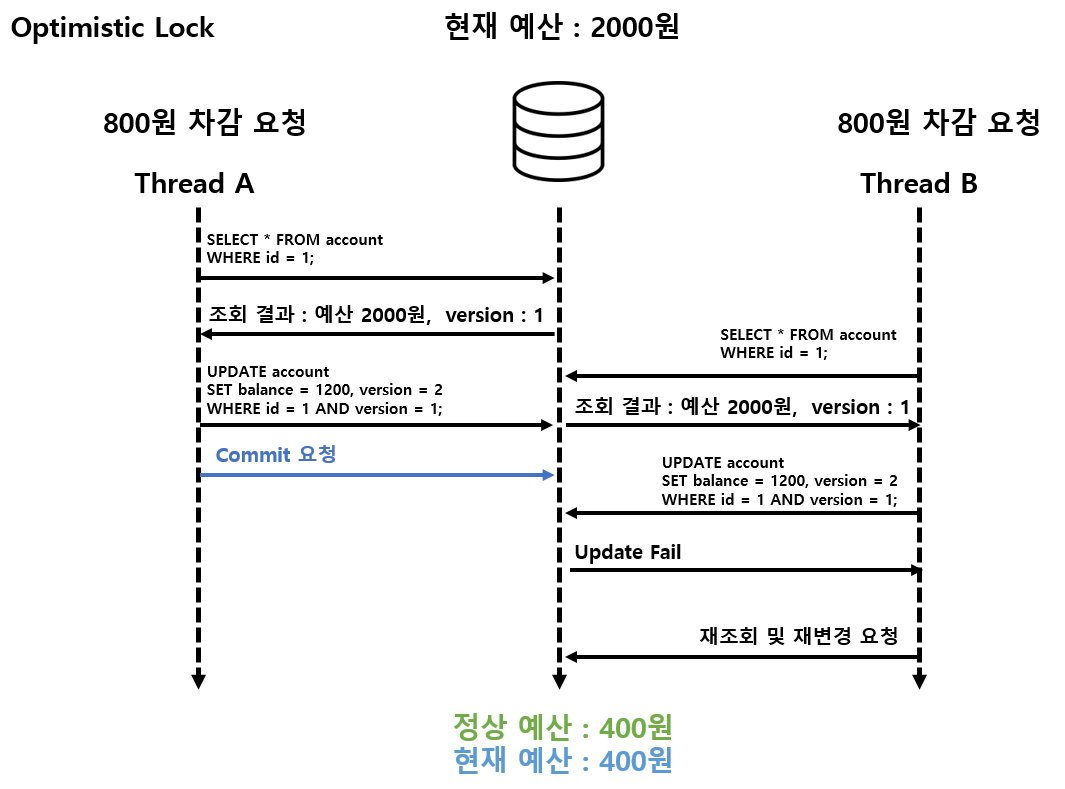 Optimistic Lock
현재 예산 : 2000원
800원 차감 요청
800원 차감 요청
Thread A
Thread B
SELECT * FROM account
WHERE id = 1;
조회 결과 : 예산 2000원, version : 1
SELECT * FROM account
WHERE id = 1;
UPDATE account
SET balance = 1200, version = 2
WHERE id = 1 AND version = 1;
조회 결과 : 예산 2000원, version : 1
Commit 요청
UPDATE account
SET balance = 1200, version = 2
WHERE id = 1 AND version = 1;
Update Fail
재조회 및 재변경 요청
정상 예산 : 400원
현재 예산 : 400원